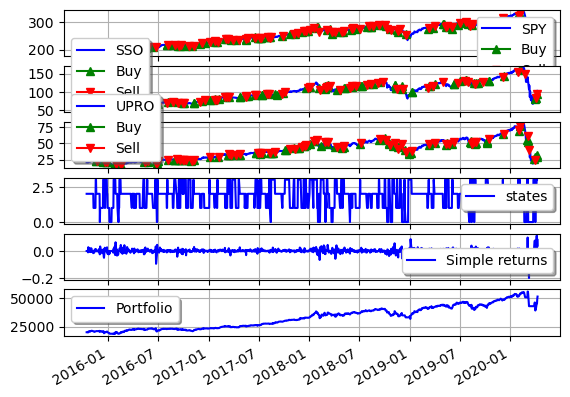 300
200
SPY
Buy
SSO
Buy
Sell
150
100
50
UPRO
Buy
Sell
75
50
25
2.5
0.0
states
0.0
−0.2
Simple returns
50000
25000
Portfolio
2016-01
2016-07
2017-01
2017-07
2018-01
2018-07
2019-01
2019-07
2020-01